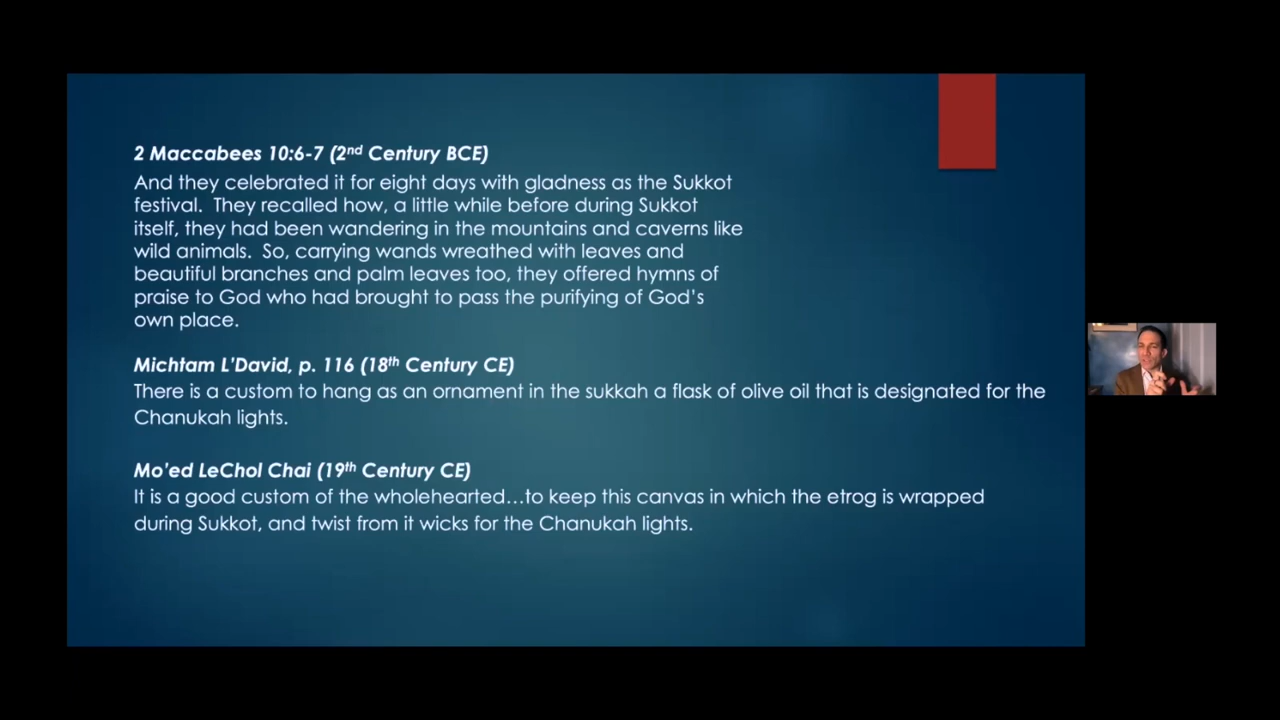 2 Maccabees 10:6-7 (2nd Century BCE)
And they celebrated it for eight days with gladness as the Sukkot
festival.  They recalled how, a little while before during Sukkot
itself, they had been wandering in the mountains and caverns like
wild animals.  So, carrying wands wreathed with leaves and
beautiful branches and palm leaves too, they offered hymns of
praise to God who had brought to pass the purifying of God's
own place.
Michtam L'David, p. 116 (18th Century CE)
There is a custom to hang as an ornament in the sukkah a flask of olive oil that is designated for the
Chanukah lights.
Mo'ed LeChol Chai (19th Century CE)
It is a good custom of the wholehearted...to keep this canvas in which the etrog is wrapped
during Sukkot, and twist from it wicks for the Chanukah lights.